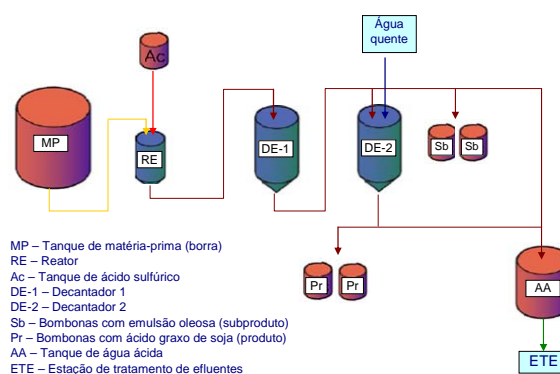 Água
quente
Ac
MP
RE
DE-1
DE-2
Sb
Sb
Pr
Pr
AA
ETE
MP – Tanque de matéria-prima (borra)
RE – Reator
Ac – Tanque de ácido sulfúrico
DE-1 – Decantador 1
DE-2 – Decantador 2
Sb – Bombonas com emulsão oleosa (subproduto)
Pr – Bombonas com ácido graxo de soja (produto)
AA – Tanque de água ácida
ETE – Estação de tratamento de efluentes